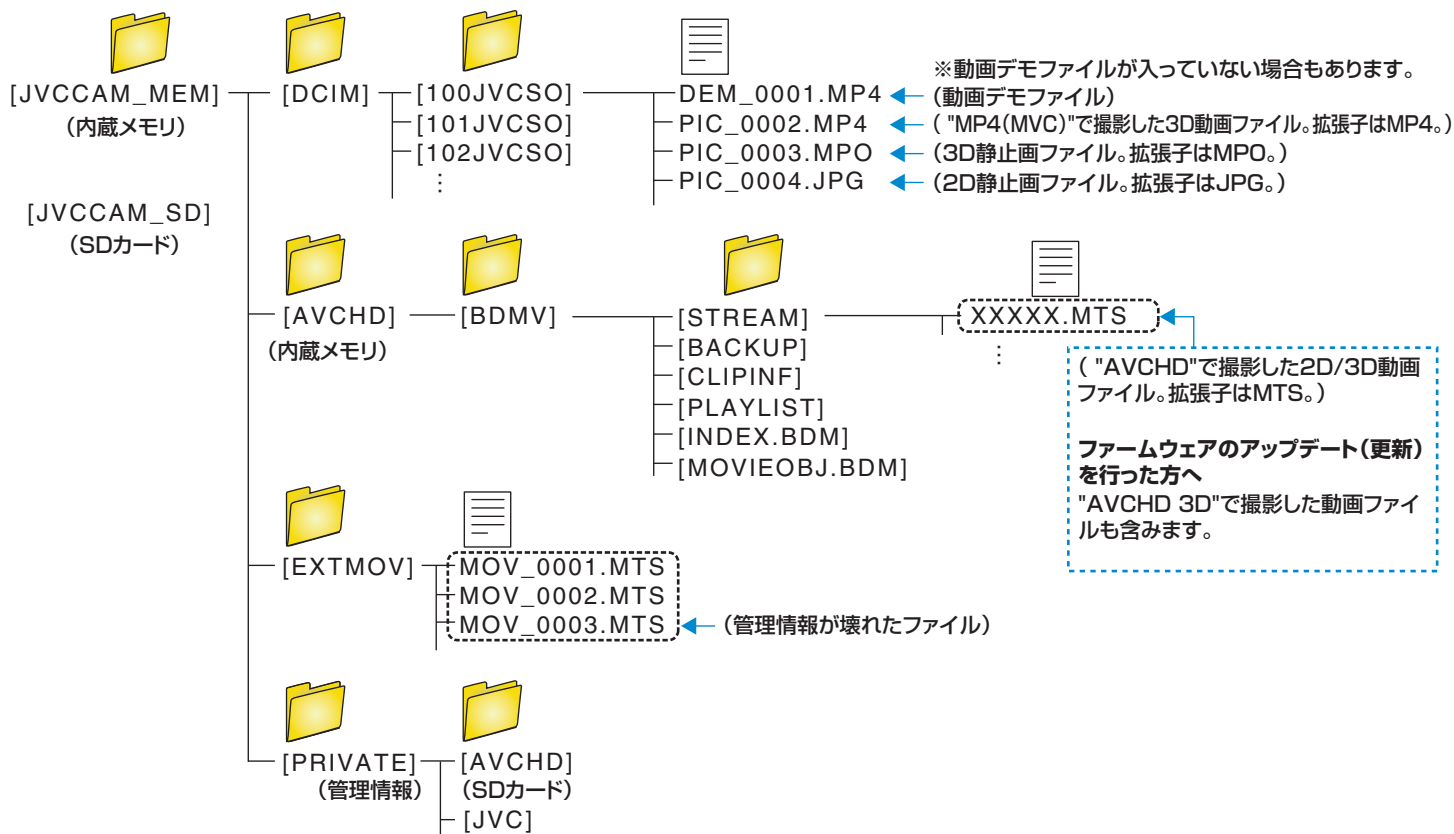 [JVCCAM_MEM]
(内蔵メモリ)
[JVCCAM_SD]
(SDカード)
[DCIM]
[100JVCSO]
[101JVCSO]
[102JVCSO]
⋮
※動画デモファイルが入っていない場合もあります。
DEM_0001.MP4
(動画デモファイル)
PIC_0002.MP4
( "MP4(MVC)"で撮影した3D動画ファイル。拡張子はMP4。)
PIC_0003.MPO
(3D静止画ファイル。拡張子はMPO。)
PIC_0004.JPG
(2D静止画ファイル。拡張子はJPG。)
[AVCHD]
(内蔵メモリ)
[BDMV]
[STREAM]
[BACKUP]
[CLIPINF]
[PLAYLIST]
[INDEX.BDM]
[MOVIEOBJ.BDM]
XXXXX.MTS
⋮
( "AVCHD"で撮影した2D/3D動画
ファイル。拡張子はMTS。)
ファームウェアのアップデート(更新)
を行った方へ
"AVCHD 3D"で撮影した動画ファイ
ルも含みます。
[EXTMOV]
MOV_0001.MTS
MOV_0002.MTS
MOV_0003.MTS
(管理情報が壊れたファイル)
[PRIVATE]
(管理情報)
[AVCHD]
(SDカード)
[JVC]